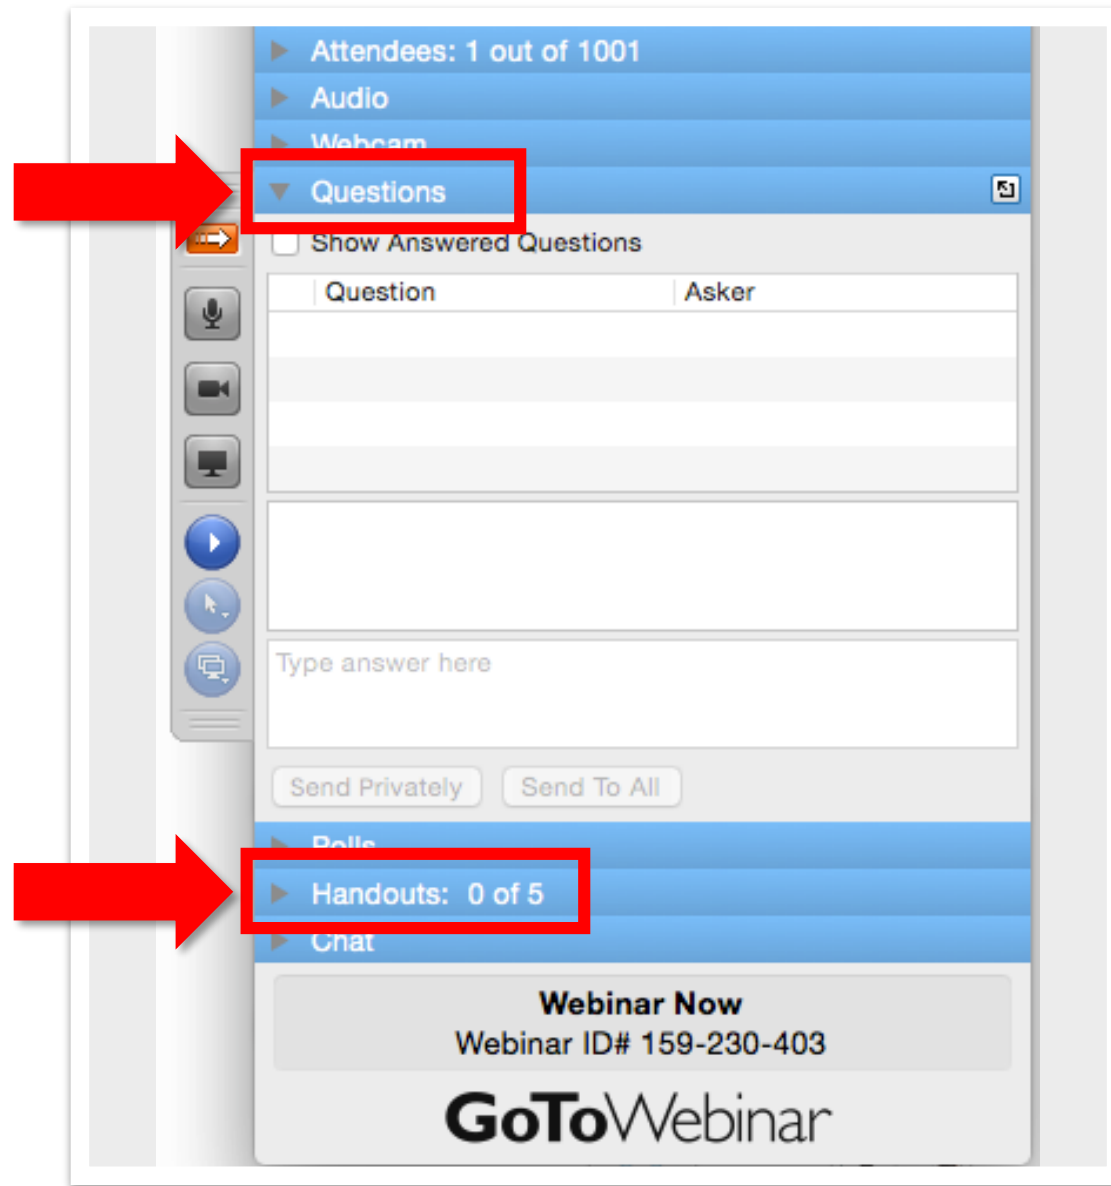 Attendees: 1 out of 1001
Audio
Webcam
Questions
Show Answered Questions
Question Asker
Type answer here
Send Privately Send To All
Polls
Handouts: 0 of 5
Chat
Webinar Now
Webinar ID# 159-230-403
GoToWebinar